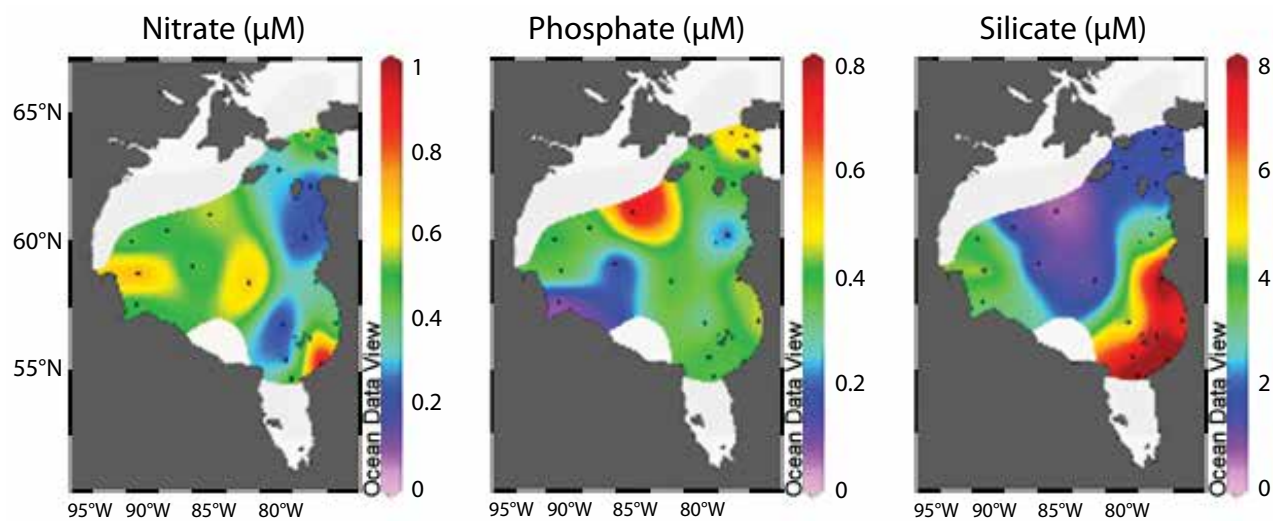 Nitrate (µM)
65°N
60°N
55°N
95°W 90°W 85°W 80°W
1
0.8
0.6
0.4
0.2
0
Ocean Data View
Phosphate (µM)
95°W 90°W 85°W 80°W
0.8
0.6
0.4
0.2
0
Ocean Data View
Silicate (µM)
95°W 90°W 85°W 80°W
8
6
4
2
0
Ocean Data View